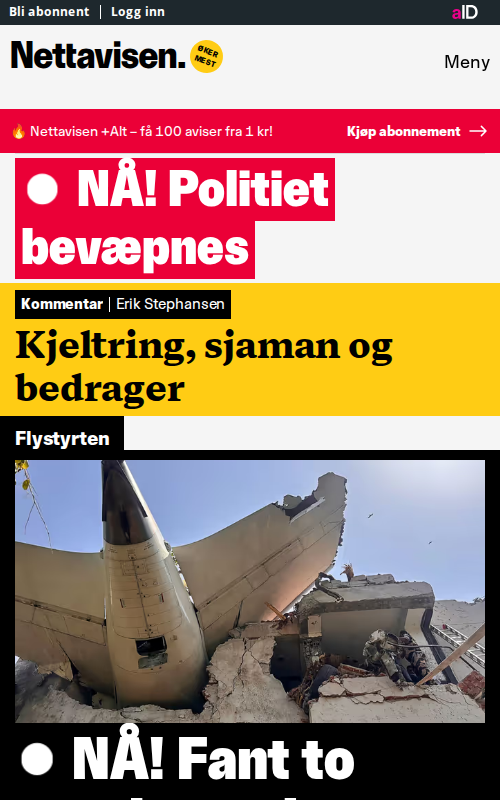 Bli abonnent | Logg inn
aID
Nettavisen.
ØKER
MEST
Meny
🔥 Nettavisen +Alt – få 100 aviser fra 1 kr!
Kjøp abonnement →
NÅ! Politiet
bevæpnes
Kommentar | Erik Stephansen
Kjeltring, sjaman og
bedrager
Flystyrten
NÅ! Fant to